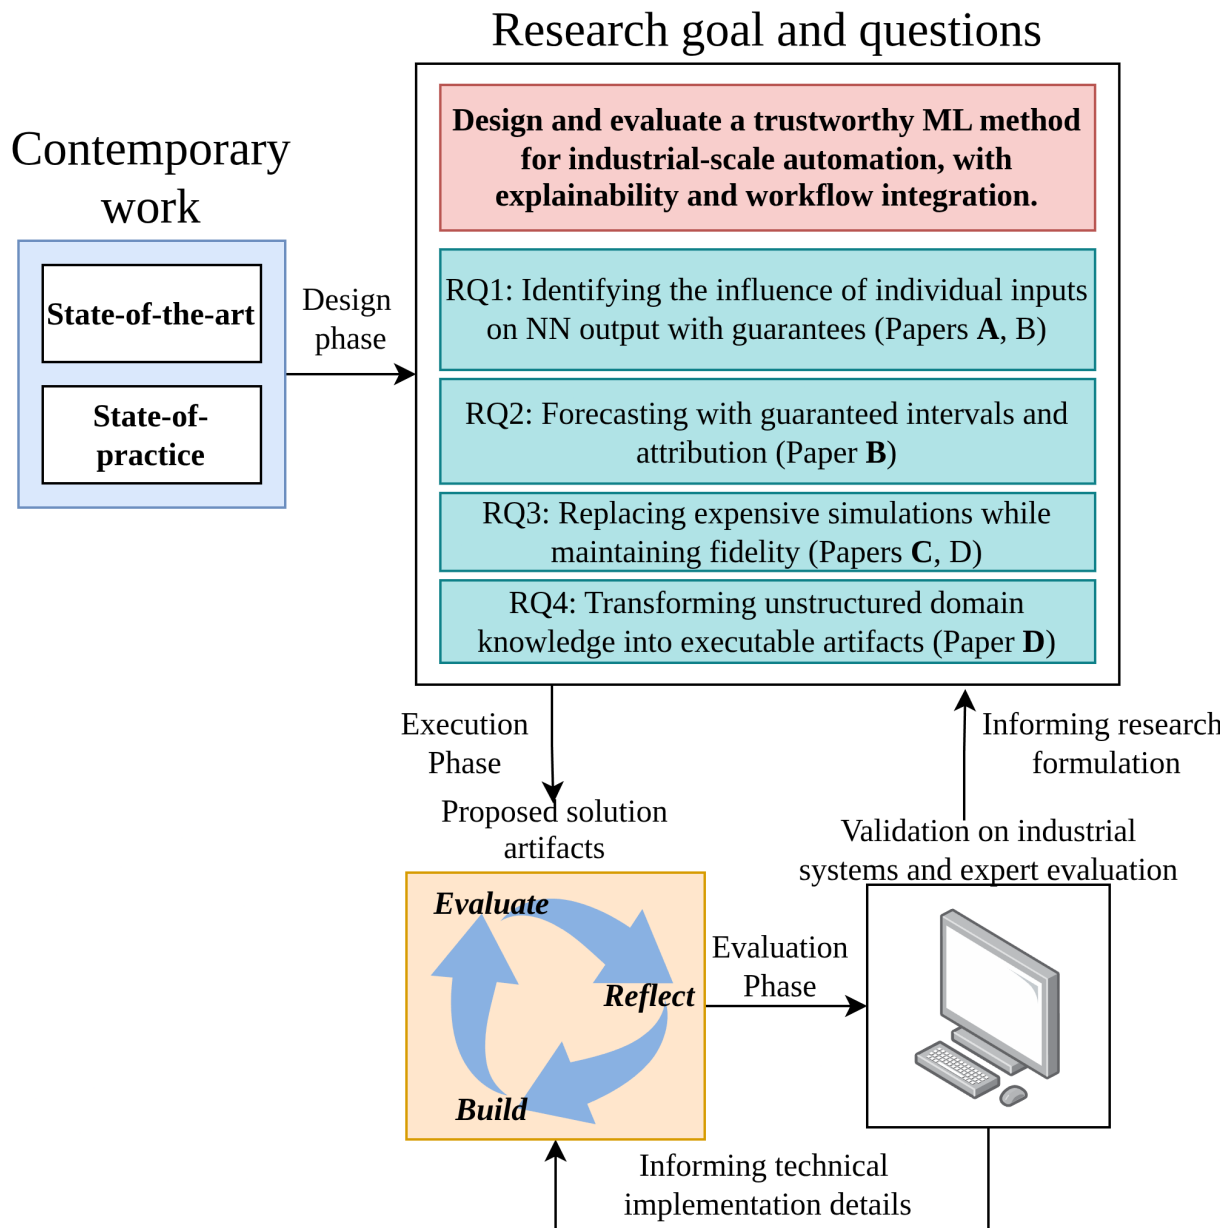 Research goal and questions
Design and evaluate a trustworthy ML method
for industrial-scale automation, with
explainability and workflow integration.
Contemporary
work
State-of-the-art
State-of-
practice
Design
phase
RQ1: Identifying the influence of individual inputs
on NN output with guarantees (Papers A, B)
RQ2: Forecasting with guaranteed intervals and
attribution (Paper B)
RQ3: Replacing expensive simulations while
maintaining fidelity (Papers C, D)
RQ4: Transforming unstructured domain
knowledge into executable artifacts (Paper D)
Execution
Phase
Informing research
formulation
Proposed solution
artifacts
Validation on industrial
systems and expert evaluation
Evaluate
Reflect
Build
Evaluation
Phase
Informing technical
implementation details